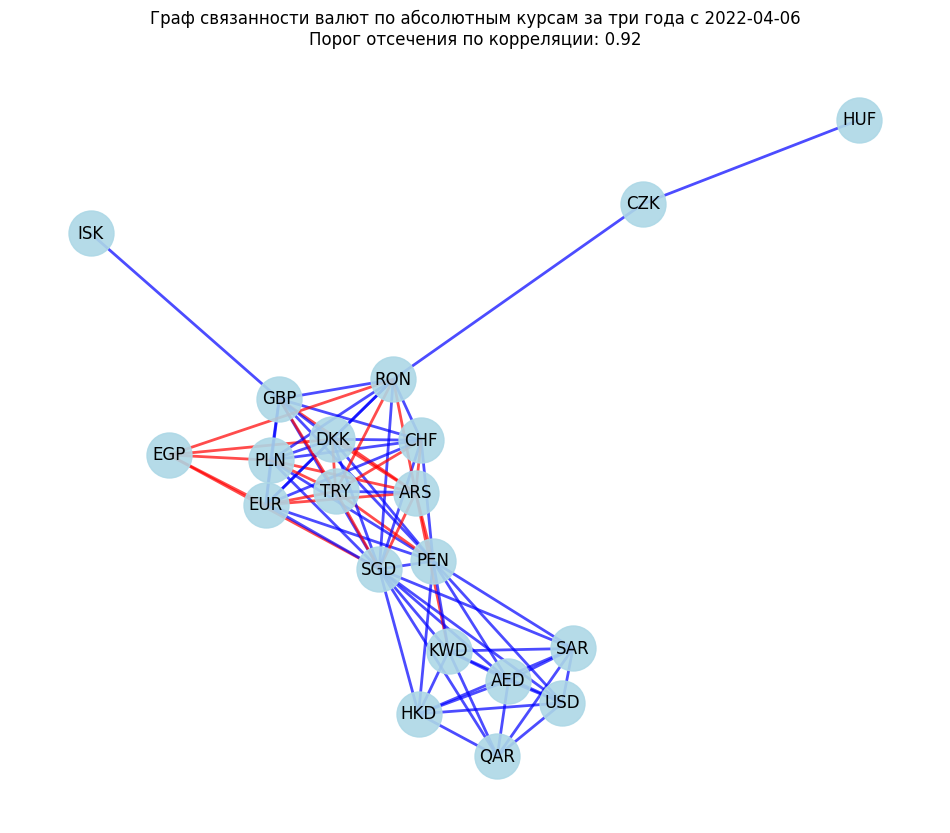 Граф связанности валют по абсолютным курсам за три года с 2022-04-06
Порог отсечения по корреляции: 0.92
HUF
CZK
ISK
RON
GBP
DKK
CHF
EGP
PLN
TRY
ARS
EUR
PEN
SGD
KWD
SAR
AED
USD
HKD
QAR